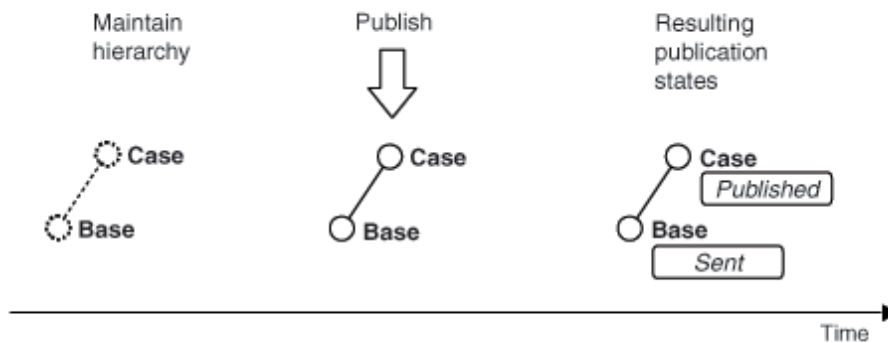 Maintain
hierarchy
Publish
Resulting
publication
states
Case
Base
Case
Base
Case
Published
Base
Sent
Time